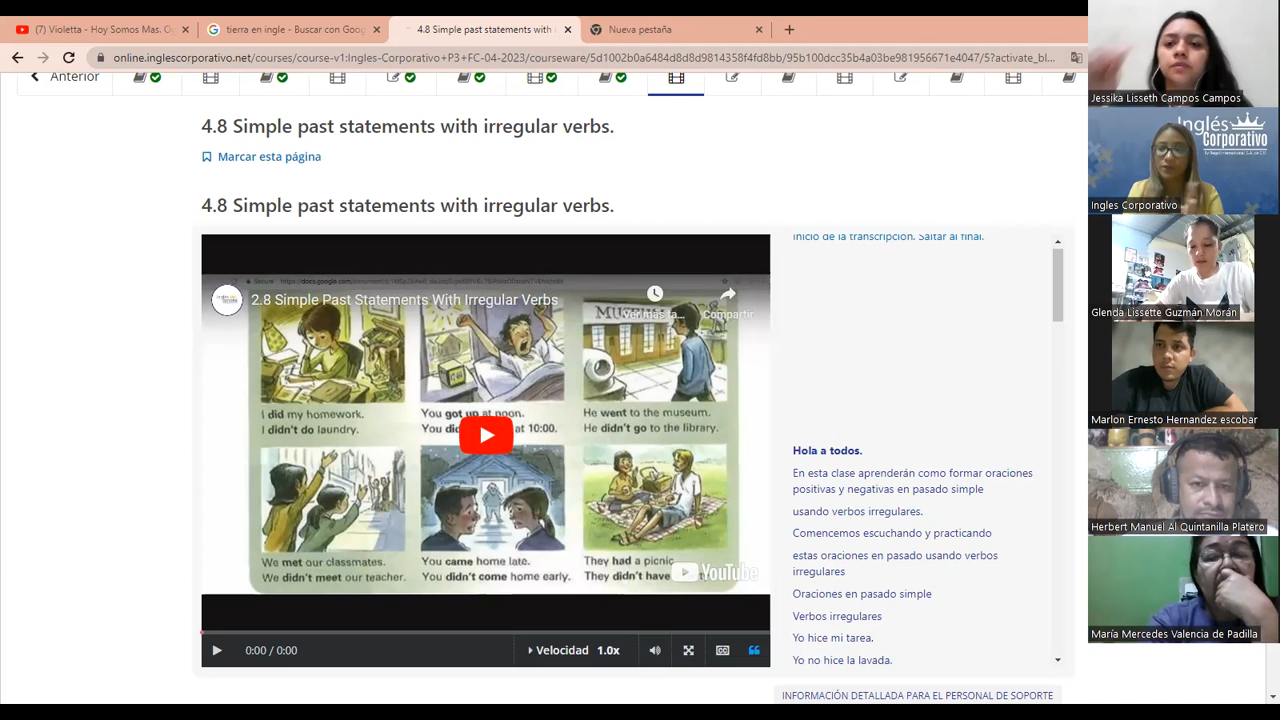 (7) Violetta - Hoy Somos Mas. O
tierra en ingle - Buscar con Goog
4.8 Simple past statements with
Nueva pestaña
online.inglescorporativo.net/courses/course-v1:Ingles-Corporativo+P3+FC-04-2023/courseware/5d1002b0a6484d8d8d9814358f4fd8bb/95b100dcc35b4a03be981956671e4047/5?activate_bl...
Anterior
4.8 Simple past statements with irregular verbs.
Marcar esta página
4.8 Simple past statements with irregular verbs.
2.8 Simple Past Statements With Irregular Verbs
Ver más ta...
Compartir
I did my homework.
I didn't do laundry.
You got up at noon.
at 10:00.
He went to the museum.
He didn't go to the library.
We met our classmates.
We didn't meet our teacher.
You came home late.
You didn't come home early.
They had a picnic
They didn't have
YouTube
0:00 / 0:00
Velocidad 1.0x
Inicio de la transcripción. Saltar al final.
Hola a todos.
En esta clase aprenderán como formar oraciones
positivas y negativas en pasado simple
usando verbos irregulares.
Comencemos escuchando y practicando
estas oraciones en pasado usando verbos
irregulares
Oraciones en pasado simple
Verbos irregulares
Yo hice mi tarea.
Yo no hice la lavada.
INFORMACIÓN DETALLADA PARA EL PERSONAL DE SOPORTE
Jessika Lisseth Campos Campos
Inglés
Corporativo
Ingles Corporativo
Glenda Lissette Guzmán Morán
Marlon Ernesto Hernandez escobar
Herbert Manuel Al Quintanilla Platero
María Mercedes Valencia de Padilla